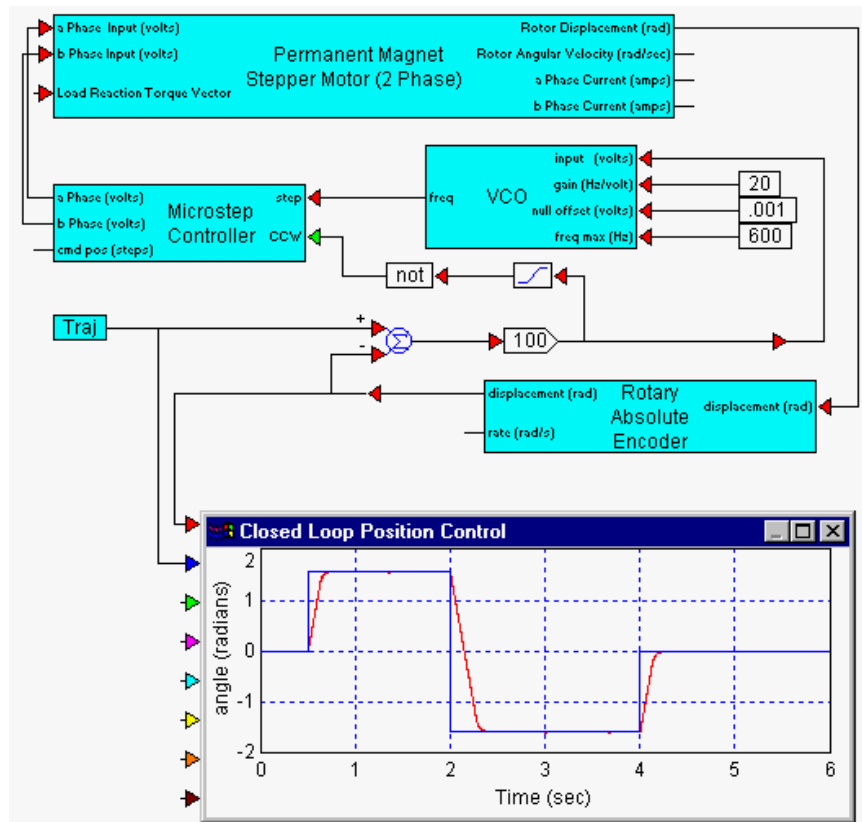 a Phase Input (volts)
b Phase Input (volts)
Load Reaction Torque Vector
Permanent Magnet
Stepper Motor (2 Phase)
Rotor Displacement (rad)
Rotor Angular Velocity (rad/sec)
a Phase Current (amps)
b Phase Current (amps)
a Phase (volts)
b Phase (volts)
cmd pos (steps)
Microstep
Controller
step
CCW
freq
VCO
input (volts)
gain (Hz/volt)
null offset (volts)
freq max (Hz)
20
.001
600
not
Traj
+
-
Σ
100
displacement (rad)
rate (rad/s)
Rotary
Absolute
Encoder
displacement (rad)
Closed Loop Position Control
angle (radians)
2
1
0
-1
-2
0 1 2 3 4 5 6
Time (sec)